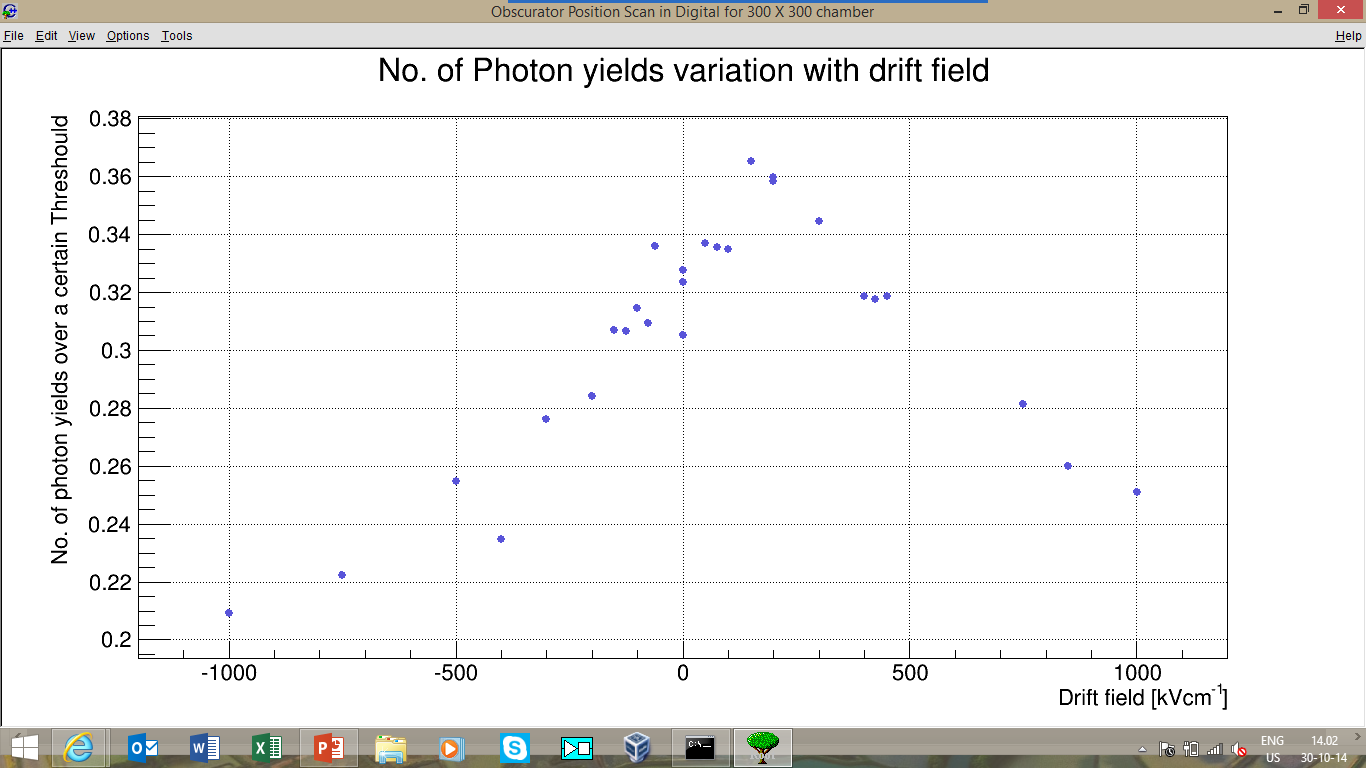 Obscurator Position Scan in Digital for 300 X 300 chamber
File Edit View Options Tools Help
No. of Photon yields variation with drift field
No. of photon yields over a certain Threshould
0.38
0.36
0.34
0.32
0.3
0.28
0.26
0.24
0.22
0.2
-1000 -500 0 500 1000
Drift field [kVcm-1]
C:\
ENG 14.02
US 30-10-14